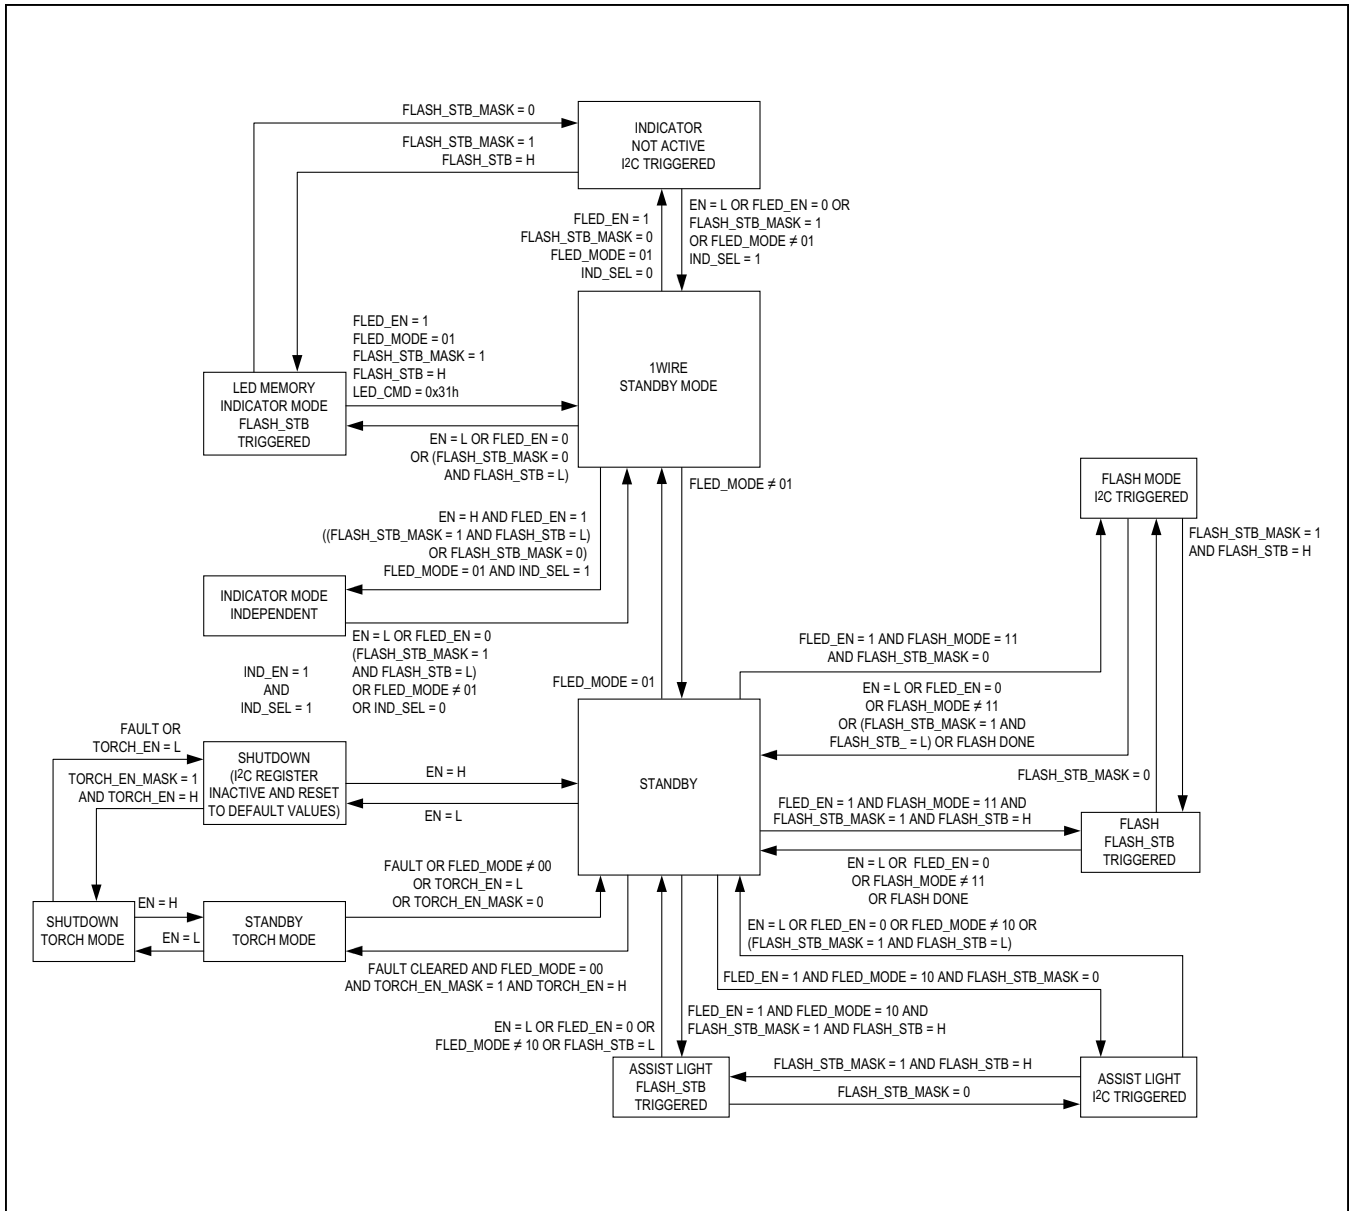 FLASH_STB_MASK = 0
FLASH_STB_MASK = 1
FLASH_STB = H
INDICATOR
NOT ACTIVE
I2C TRIGGERED
FLED_EN = 1
FLASH_STB_MASK = 0
FLED_MODE = 01
IND_SEL = 0
EN = L OR FLED_EN = 0 OR
FLASH_STB_MASK = 1
OR FLED_MODE ≠ 01
IND_SEL = 1
FLED_EN = 1
FLED_MODE = 01
FLASH_STB_MASK = 1
FLASH_STB = H
LED_CMD = 0x31h
1WIRE
STANDBY MODE
LED MEMORY
INDICATOR MODE
FLASH_STB
TRIGGERED
EN = L OR FLED_EN = 0
OR (FLASH_STB_MASK = 0
AND FLASH_STB = L)
FLED_MODE ≠ 01
FLASH MODE
I2C TRIGGERED
EN = H AND FLED_EN = 1
((FLASH_STB_MASK = 1 AND FLASH_STB = L)
OR FLASH_STB_MASK = 0)
FLED_MODE = 01 AND IND_SEL = 1
FLASH_STB_MASK = 1
AND FLASH_STB = H
INDICATOR MODE
INDEPENDENT
EN = L OR FLED_EN = 0
(FLASH_STB_MASK = 1
AND FLASH_STB = L)
OR FLED_MODE ≠ 01
OR IND_SEL = 0
IND_EN = 1
AND
IND_SEL = 1
FLED_MODE = 01
FLED_EN = 1 AND FLASH_MODE = 11
AND FLASH_STB_MASK = 0
EN = L OR FLED_EN = 0
OR FLASH_MODE ≠ 11
OR (FLASH_STB_MASK = 1 AND
FLASH_STB_ = L) OR FLASH DONE
FAULT OR
TORCH_EN = L
TORCH_EN_MASK = 1
AND TORCH_EN = H
SHUTDOWN
(I2C REGISTER
INACTIVE AND RESET
TO DEFAULT VALUES)
EN = H
EN = L
STANDBY
FLASH_STB_MASK = 0
FLED_EN = 1 AND FLASH_MODE = 11 AND
FLASH_STB_MASK = 1 AND FLASH_STB = H
FLASH
FLASH_STB
TRIGGERED
EN = L OR FLED_EN = 0
OR FLASH_MODE ≠ 11
OR FLASH DONE
FAULT OR FLED_MODE ≠ 00
OR TORCH_EN = L
OR TORCH_EN_MASK = 0
SHUTDOWN
TORCH MODE
EN = H
EN = L
STANDBY
TORCH MODE
FAULT CLEARED AND FLED_MODE = 00
AND TORCH_EN_MASK = 1 AND TORCH_EN = H
EN = L OR FLED_EN = 0 OR FLED_MODE ≠ 10 OR
(FLASH_STB_MASK = 1 AND FLASH_STB = L)
FLED_EN = 1 AND FLED_MODE = 10 AND FLASH_STB_MASK = 0
FLED_EN = 1 AND FLED_MODE = 10 AND
FLASH_STB_MASK = 1 AND FLASH_STB = H
EN = L OR FLED_EN = 0 OR
FLED_MODE ≠ 10 OR FLASH_STB = L
ASSIST LIGHT
FLASH_STB
TRIGGERED
FLASH_STB_MASK = 1 AND FLASH_STB = H
FLASH_STB_MASK = 0
ASSIST LIGHT
I2C TRIGGERED